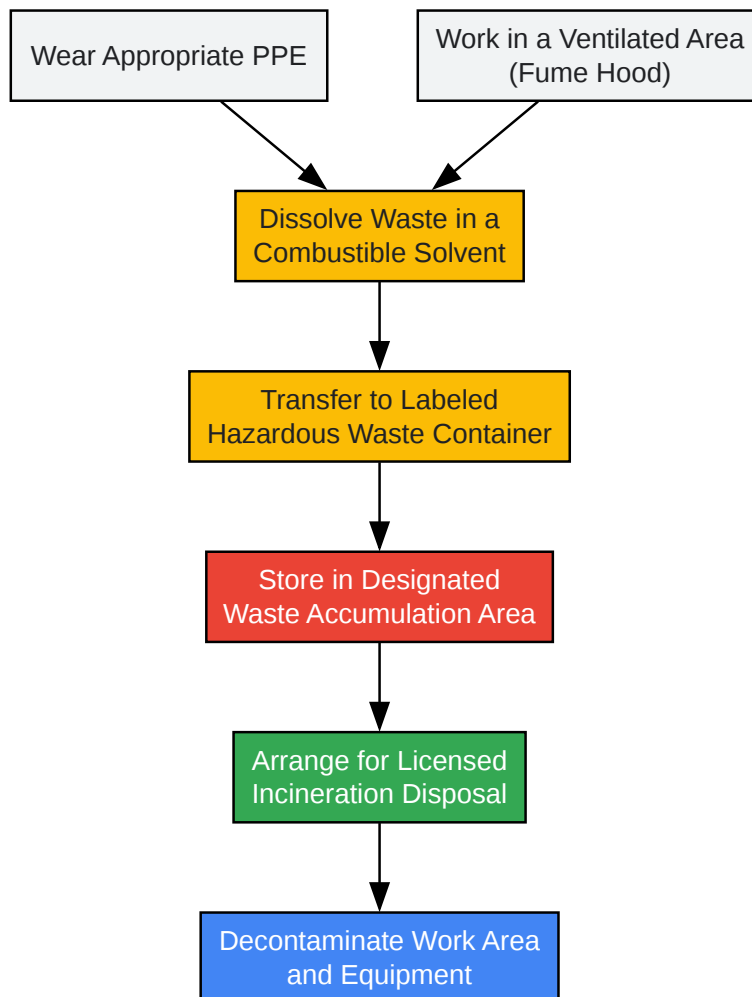 Wear Appropriate PPE
Work in a Ventilated Area
(Fume Hood)
Dissolve Waste in a
Combustible Solvent
Transfer to Labeled
Hazardous Waste Container
Store in Designated
Waste Accumulation Area
Arrange for Licensed
Incineration Disposal
Decontaminate Work Area
and Equipment